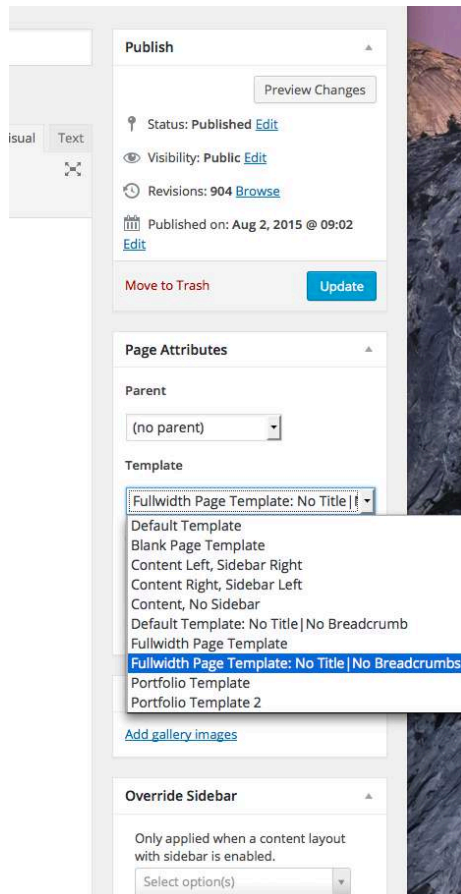 Publish
Preview Changes
isual Text
Status: Published Edit
Visibility: Public Edit
Revisions: 904 Browse
Published on: Aug 2, 2015 @ 09:02
Edit
Move to Trash Update
Page Attributes
Parent
(no parent)
Template
Fullwidth Page Template: No Title|
Default Template
Blank Page Template
Content Left, Sidebar Right
Content Right, Sidebar Left
Content, No Sidebar
Default Template: No Title|No Breadcrumb
Fullwidth Page Template
Fullwidth Page Template: No Title|No Breadcrumbs
Portfolio Template
Portfolio Template 2
Add gallery images
Override Sidebar
Only applied when a content layout
with sidebar is enabled.
Select option(s)